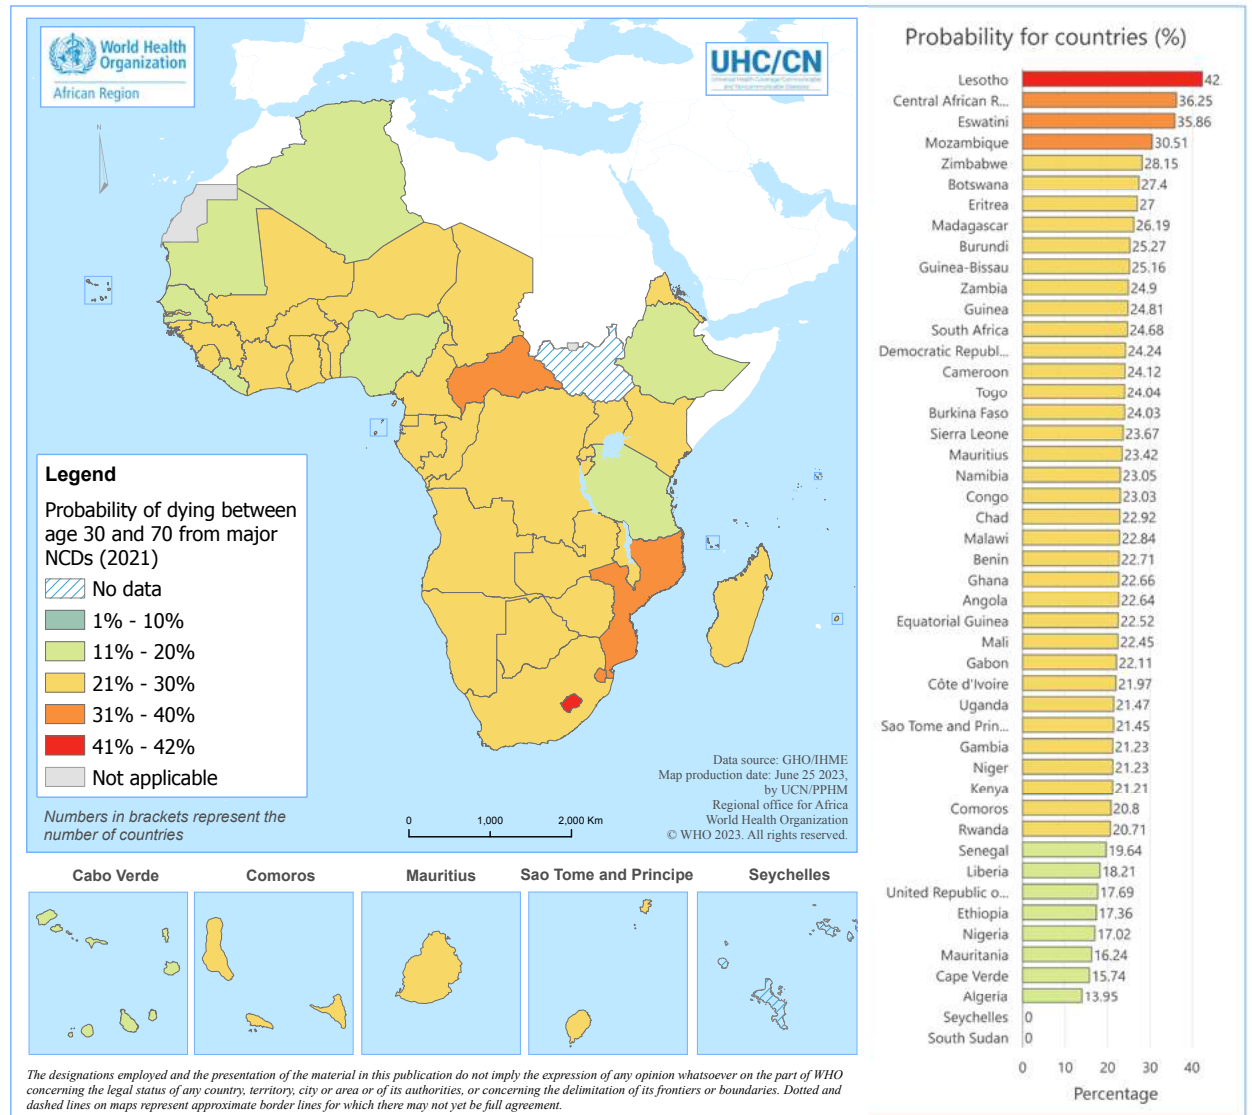 World Health
Organization
African Region
UHC/CN
Universal Health Coverage/Communicable
and Noncommunicable Diseases
N
Legend
Probability of dying between
age 30 and 70 from major
NCDs (2021)
No data
1% - 10%
11% - 20%
21% - 30%
31% - 40%
41% - 42%
Not applicable
Numbers in brackets represent the
number of countries
0 1,000 2,000 Km
Data source: GHO/IHME
Map production date: June 25 2023,
by UCN/PPHM
Regional office for Africa
World Health Organization
© WHO 2023. All rights reserved.
Cabo Verde
Comoros
Mauritius
Sao Tome and Principe
Seychelles
The designations employed and the presentation of the material in this publication do not imply the expression of any opinion whatsoever on the part of WHO
concerning the legal status of any country, territory, city or area or of its authorities, or concerning the delimitation of its frontiers or boundaries. Dotted and
dashed lines on maps represent approximate border lines for which there may not yet be full agreement.
Probability for countries (%)
Lesotho 42.
Central African R... 36.25
Eswatini 35.86
Mozambique 30.51
Zimbabwe 28.15
Botswana 27.4
Eritrea 27
Madagascar 26.19
Burundi 25.27
Guinea-Bissau 25.16
Zambia 24.9
Guinea 24.81
South Africa 24.68
Democratic Republ... 24.24
Cameroon 24.12
Togo 24.04
Burkina Faso 24.03
Sierra Leone 23.67
Mauritius 23.42
Namibia 23.05
Congo 23.03
Chad 22.92
Malawi 22.84
Benin 22.71
Ghana 22.66
Angola 22.64
Equatorial Guinea 22.52
Mali 22.45
Gabon 22.11
Côte d'Ivoire 21.97
Uganda 21.47
Sao Tome and Prin... 21.45
Gambia 21.23
Niger 21.23
Kenya 21.21
Comoros 20.8
Rwanda 20.71
Senegal 19.64
Liberia 18.21
United Republic o... 17.69
Ethiopia 17.36
Nigeria 17.02
Mauritania 16.24
Cape Verde 15.74
Algeria 13.95
Seychelles 0
South Sudan 0
0 10 20 30 40
Percentage